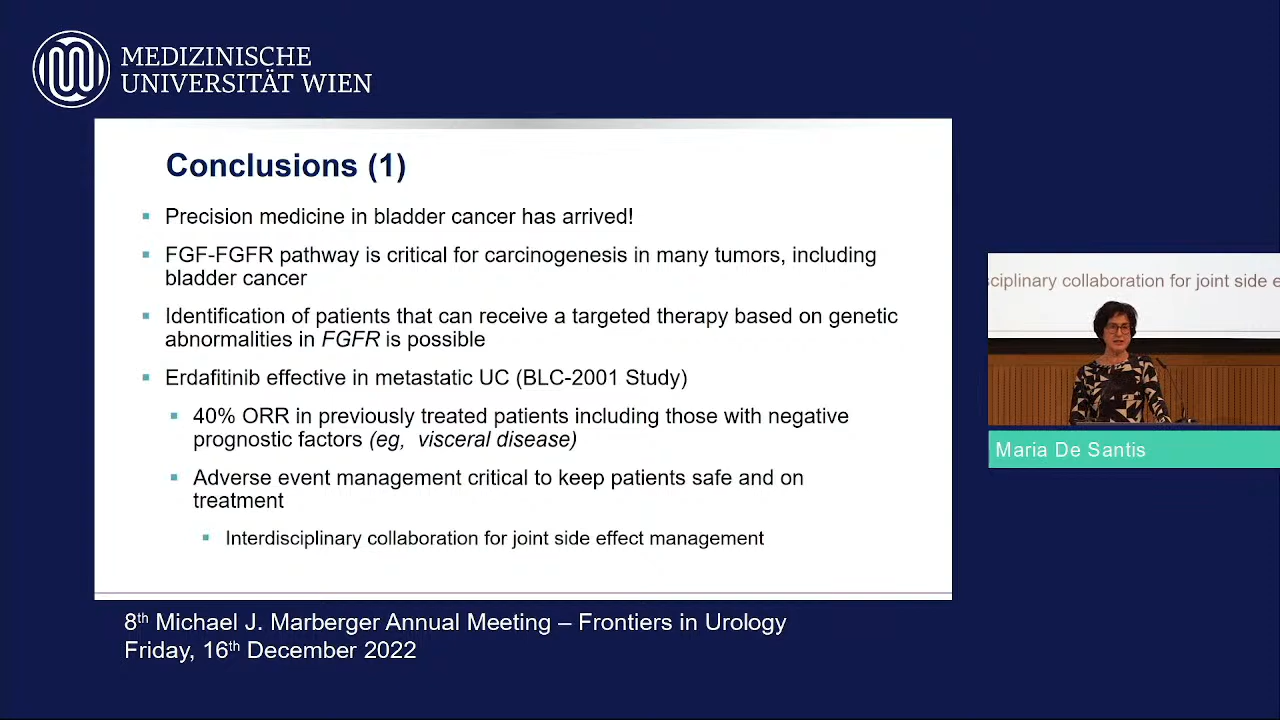 MEDIZINISCHE
UNIVERSITÄT WIEN
Conclusions (1)
Precision medicine in bladder cancer has arrived!
FGF-FGFR pathway is critical for carcinogenesis in many tumors, including
bladder cancer
Identification of patients that can receive a targeted therapy based on genetic
abnormalities in FGFR is possible
Erdafitinib effective in metastatic UC (BLC-2001 Study)
40% ORR in previously treated patients including those with negative
prognostic factors (eg, visceral disease)
Adverse event management critical to keep patients safe and on
treatment
Interdisciplinary collaboration for joint side effect management
sciplinary collaboration for joint side e
Maria De Santis
8th Michael J. Marberger Annual Meeting – Frontiers in Urology
Friday, 16th December 2022